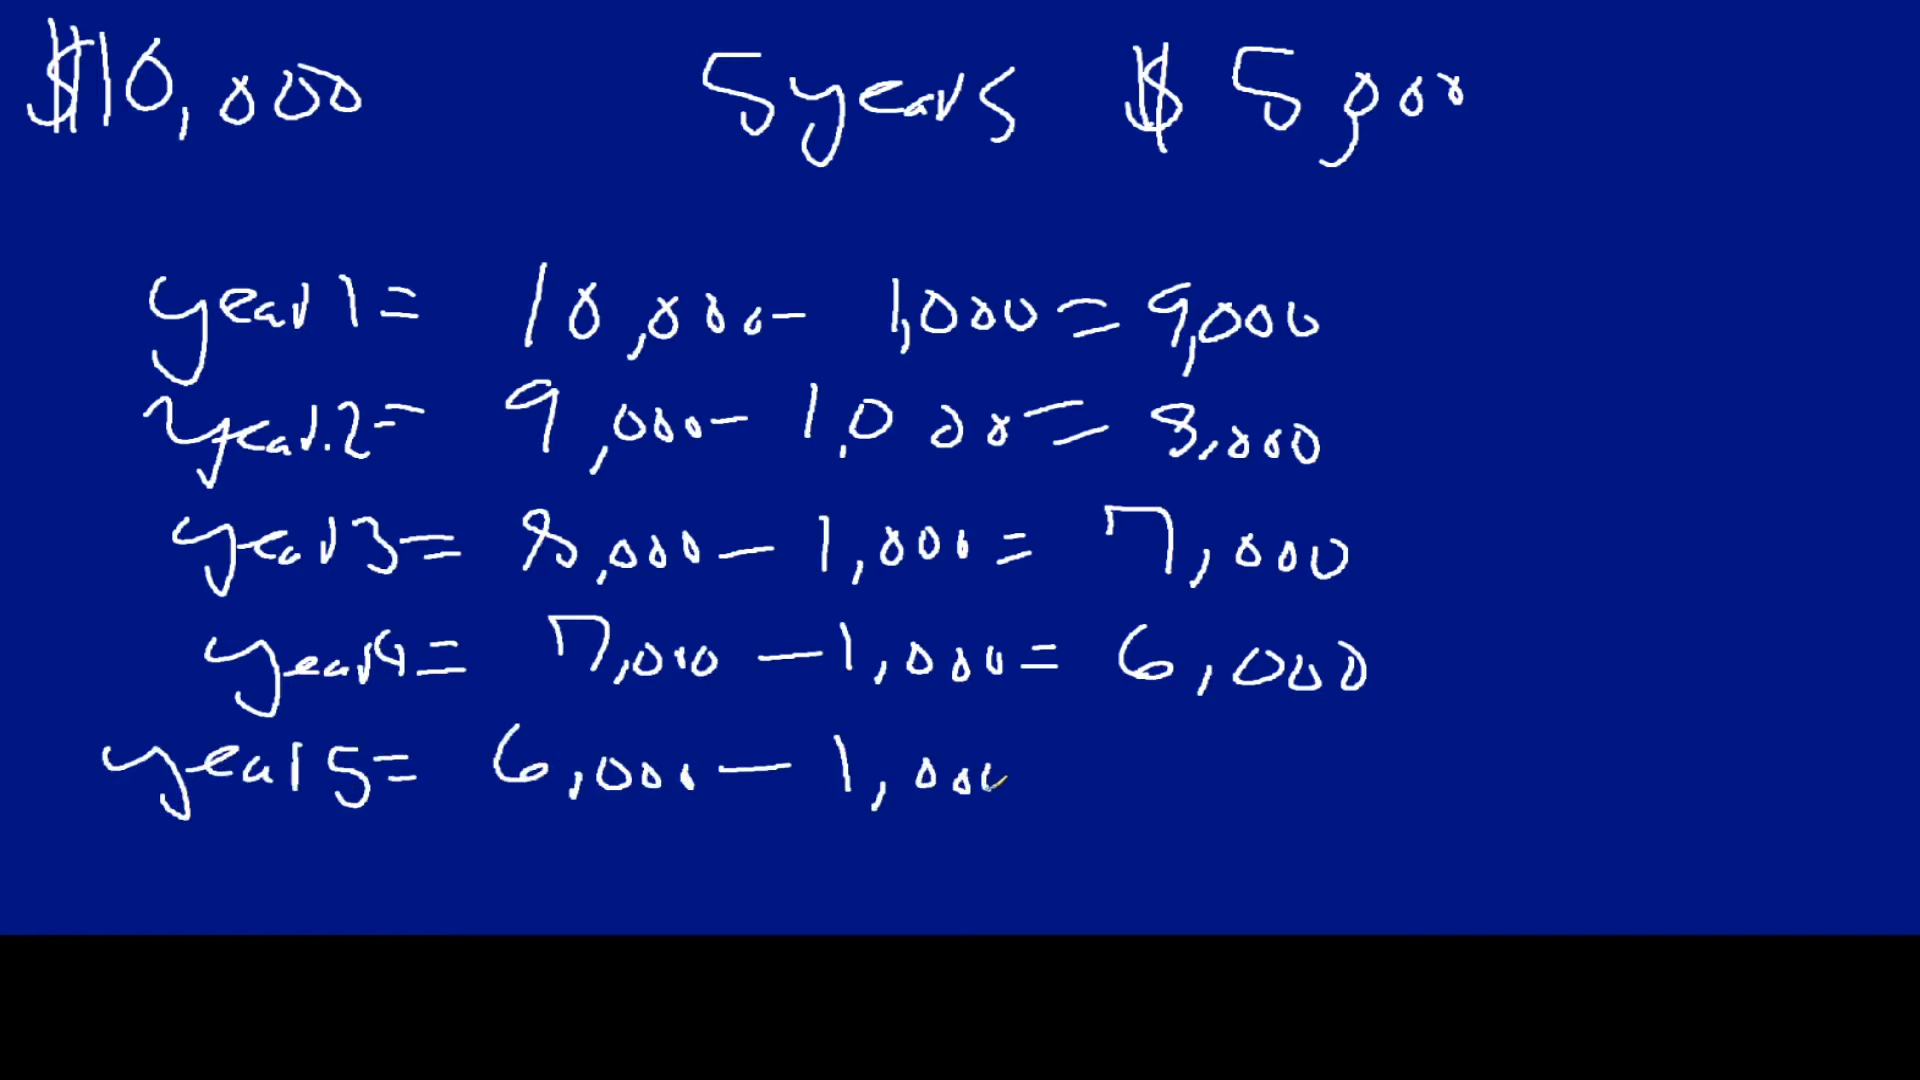 $10,000 5 years $ 5,000
year 1 = 10,000 - 1,000 = 9,000
year 2 = 9,000 - 1,000 = 8,000
year 3 = 8,000 - 1,000 = 7,000
year 4 = 7,000 - 1,000 = 6,000
year 5 = 6,000 - 1,000